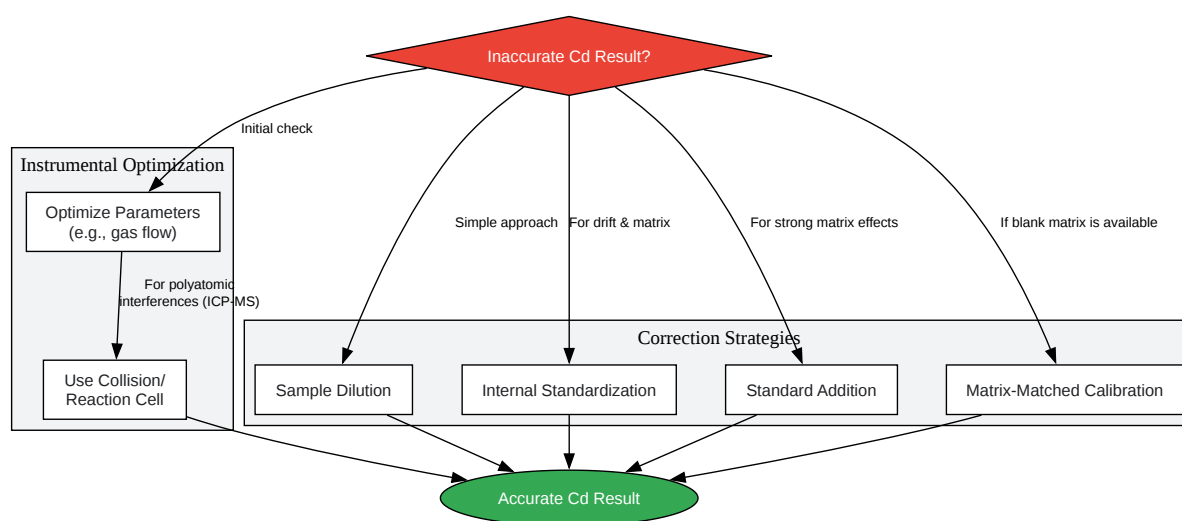 Inaccurate Cd Result?
Initial check
Instrumental Optimization
Optimize Parameters
(e.g., gas flow)
Simple approach
For drift & matrix
For strong matrix effects
If blank matrix is available
For polyatomic
interferences (ICP-MS)
Correction Strategies
Use Collision/
Reaction Cell
Sample Dilution
Internal Standardization
Standard Addition
Matrix-Matched Calibration
Accurate Cd Result